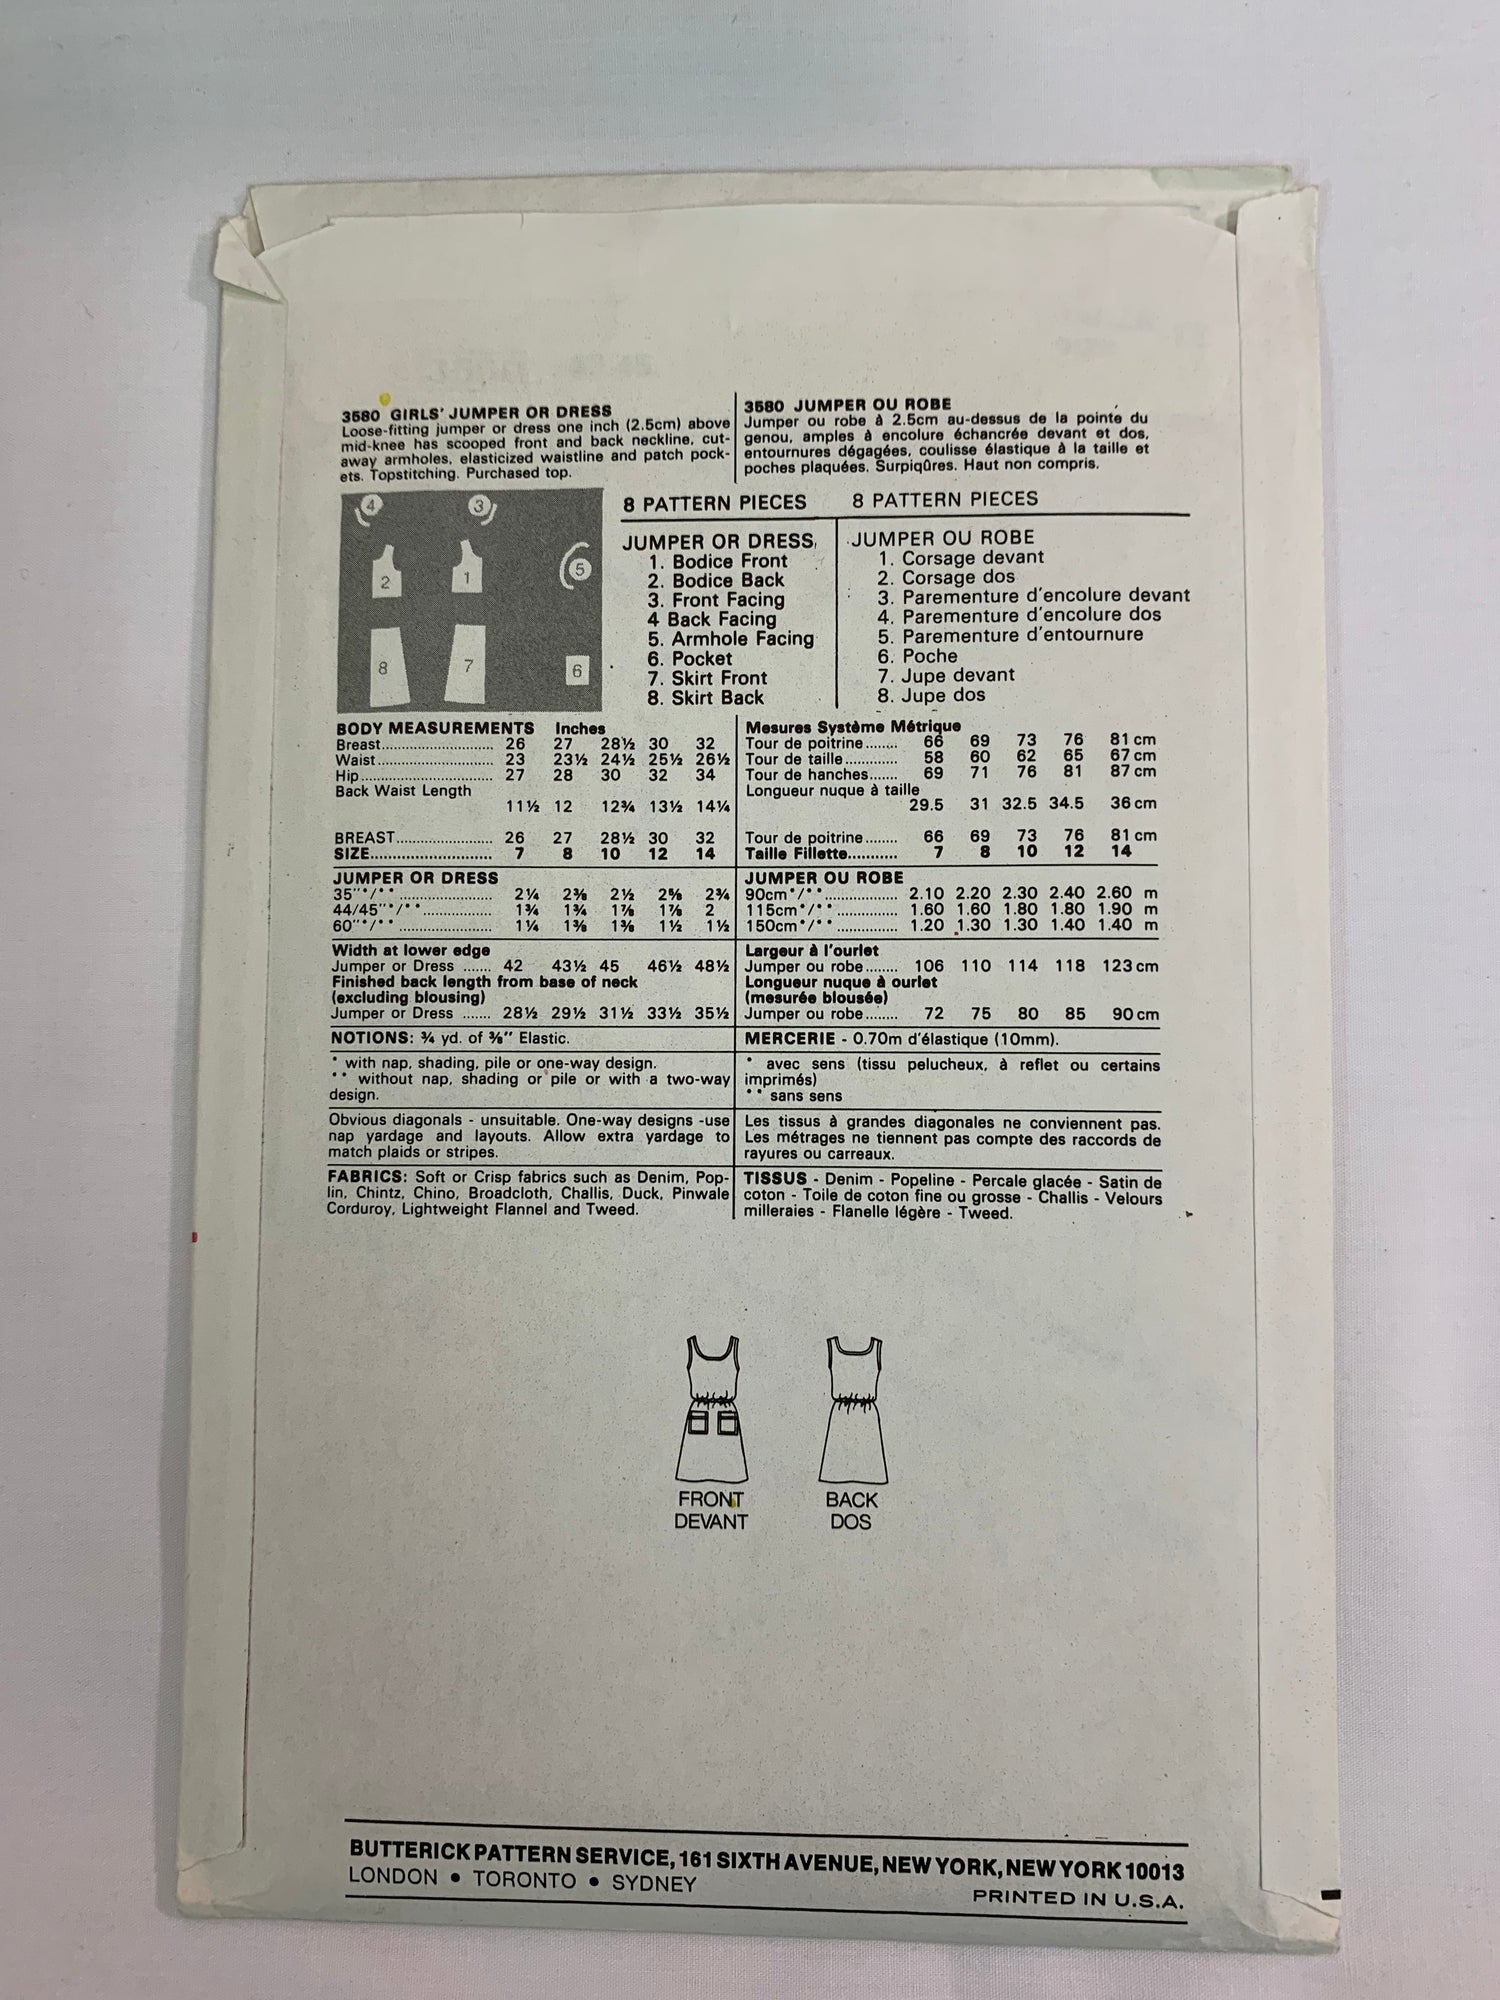 3580 GIRLS' JUMPER OR DRESS
Loose-fitting jumper or dress one inch (2.5cm) above
mid-knee has scooped front and back neckline, cut-
away armholes, elasticized waistline and patch pock-
ets. Topstitching. Purchased top.
3580 JUMPER OU ROBE
Jumper ou robe à 2.5cm au-dessus de la pointe du
genou, amples à encolure échancrée devant et dos,
entournures dégagées, coulisse élastique à la taille et
poches plaquées. Surpiqûres. Haut non compris.
4
3
2
1
5
8
7
6
8 PATTERN PIECES
JUMPER OR DRESS
1. Bodice Front
2. Bodice Back
3. Front Facing
4 Back Facing
5. Armhole Facing
6. Pocket
7. Skirt Front
8. Skirt Back
8 PATTERN PIECES
JUMPER OU ROBE
1. Corsage devant
2. Corsage dos
3. Parementure d'encolure devant
4. Parementure d'encolure dos
5. Parementure d'entournure
6. Poche
7. Jupe devant
8. Jupe dos
BODY MEASUREMENTS Inches
Breast............................ 26 27 28½ 30 32
Waist............................. 23 23½ 24½ 25½ 26½
Hip................................. 27 28 30 32 34
Back Waist Length
11½ 12 12¾ 13½ 14¼
BREAST........................ 26 27 28½ 30 32
SIZE.............................. 7 8 10 12 14
JUMPER OR DRESS
35"*/** ....................... 2¼ 2⅜ 2½ 2⅝ 2¾
44/45"*/** ................. 1¾ 1¾ 1⅞ 1⅞ 2
60"*/** ....................... 1¼ 1⅜ 1⅜ 1½ 1½
Width at lower edge
Jumper or Dress ....... 42 43½ 45 46½ 48½
Finished back length from base of neck
(excluding blousing)
Jumper or Dress ....... 28½ 29½ 31½ 33½ 35½
NOTIONS: ¾ yd. of ⅜" Elastic.
* with nap, shading, pile or one-way design.
** without nap, shading or pile or with a two-way
design.
Obvious diagonals - unsuitable. One-way designs -use
nap yardage and layouts. Allow extra yardage to
match plaids or stripes.
FABRICS: Soft or Crisp fabrics such as Denim, Pop-
lin, Chintz, Chino, Broadcloth, Challis, Duck, Pinwale
Corduroy, Lightweight Flannel and Tweed.
Mesures Système Métrique
Tour de poitrine........ 66 69 73 76 81 cm
Tour de taille............. 58 60 62 65 67 cm
Tour de hanches....... 69 71 76 81 87 cm
Longueur nuque à taille
29.5 31 32.5 34.5 36 cm
Tour de poitrine........ 66 69 73 76 81 cm
Taille Fillette........... 7 8 10 12 14
JUMPER OU ROBE
90cm*/** .................. 2.10 2.20 2.30 2.40 2.60 m
115cm*/** ............... 1.60 1.60 1.80 1.80 1.90 m
150cm*/** ............... 1.20 1.30 1.30 1.40 1.40 m
Largeur à l'ourlet
Jumper ou robe........ 106 110 114 118 123 cm
Longueur nuque à ourlet
(mesurée blousée)
Jumper ou robe........ 72 75 80 85 90 cm
MERCERIE - 0.70m d'élastique (10mm).
* avec sens (tissu pelucheux, à reflet ou certains
imprimés)
** sans sens
Les tissus à grandes diagonales ne conviennent pas.
Les métrages ne tiennent pas compte des raccords de
rayures ou carreaux.
TISSUS - Denim - Popeline - Percale glacée - Satin de
coton - Toile de coton fine ou grosse - Challis - Velours
milleraies - Flanelle légère - Tweed.
FRONT
DEVANT
BACK
DOS
BUTTERICK PATTERN SERVICE, 161 SIXTH AVENUE, NEW YORK, NEW YORK 10013
LONDON • TORONTO • SYDNEY
PRINTED IN U.S.A.